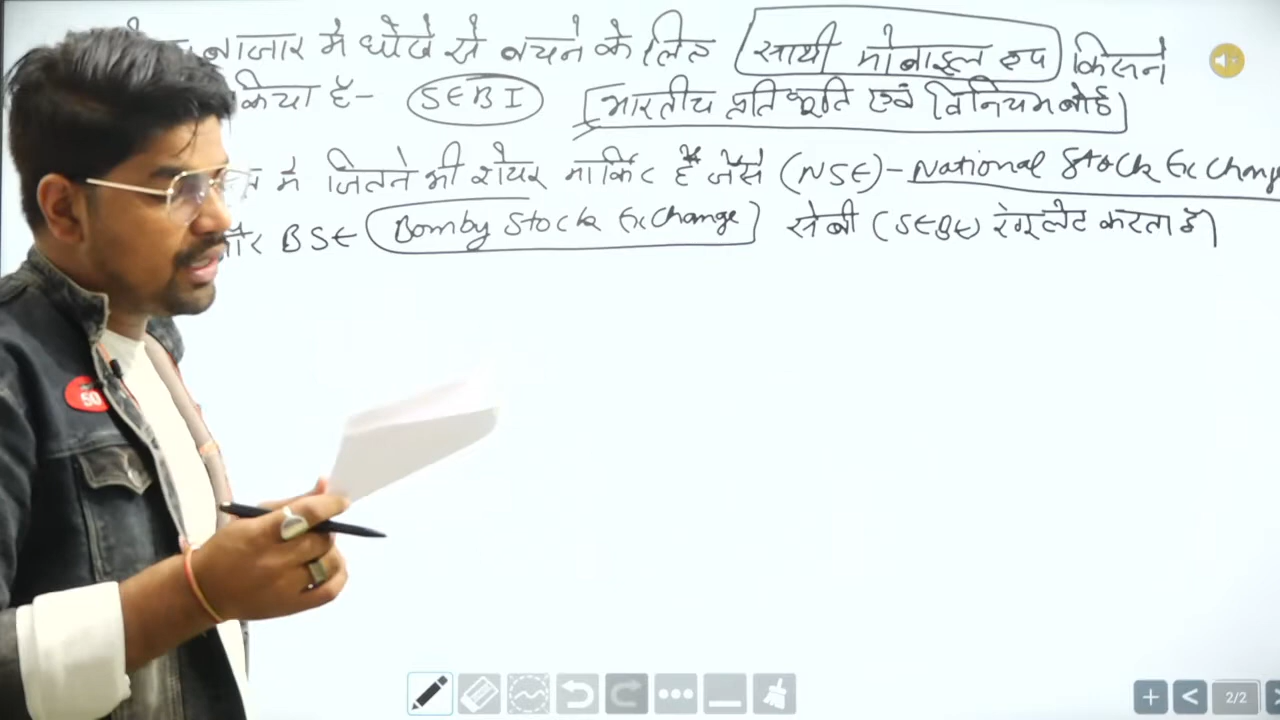 बाजार में धोखे से बचने के लिए साथी मोबाइल रूप किसने
किया है- SEBI [भारतीय प्रतिभूति एवं विनियम बोर्ड]
में जितने भी शेयर मार्किट हैं जैसे (NSE)- National Stock Exchange
BSE Bomby Stock Exchange सेबी (SEBI) रेगूलेट करता है।
50
2/2